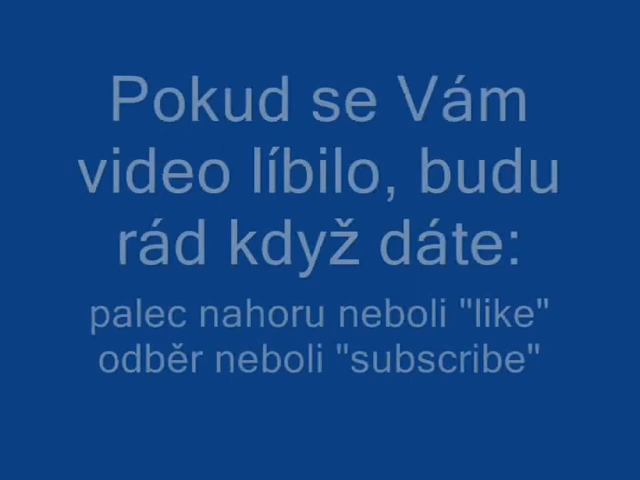 Pokud se Vám
video líbilo, budu
rád když dáte:
palec nahoru neboli "like"
odběr neboli "subscribe"